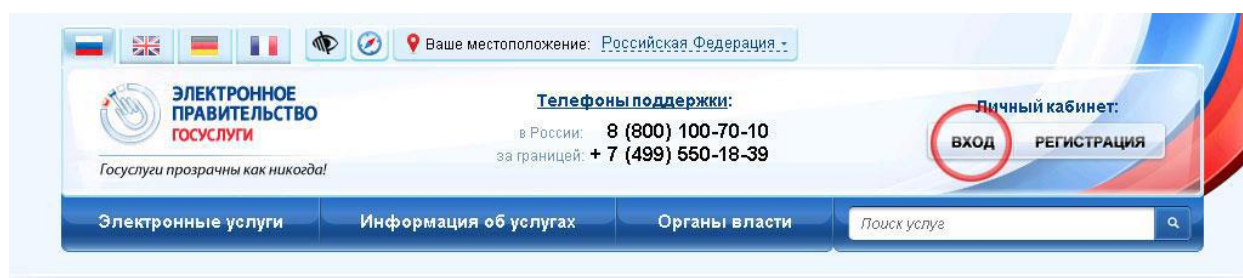 Ваше местоположение: Российская Федерация
ЭЛЕКТРОННОЕ
ПРАВИТЕЛЬСТВО
ГОСУСЛУГИ
Госуслуги прозрачны как никогда!
Телефоны поддержки:
в России: 8 (800) 100-70-10
за границей: + 7 (499) 550-18-39
Личный кабинет:
ВХОД РЕГИСТРАЦИЯ
Электронные услуги Информация об услугах Органы власти Поиск услуг